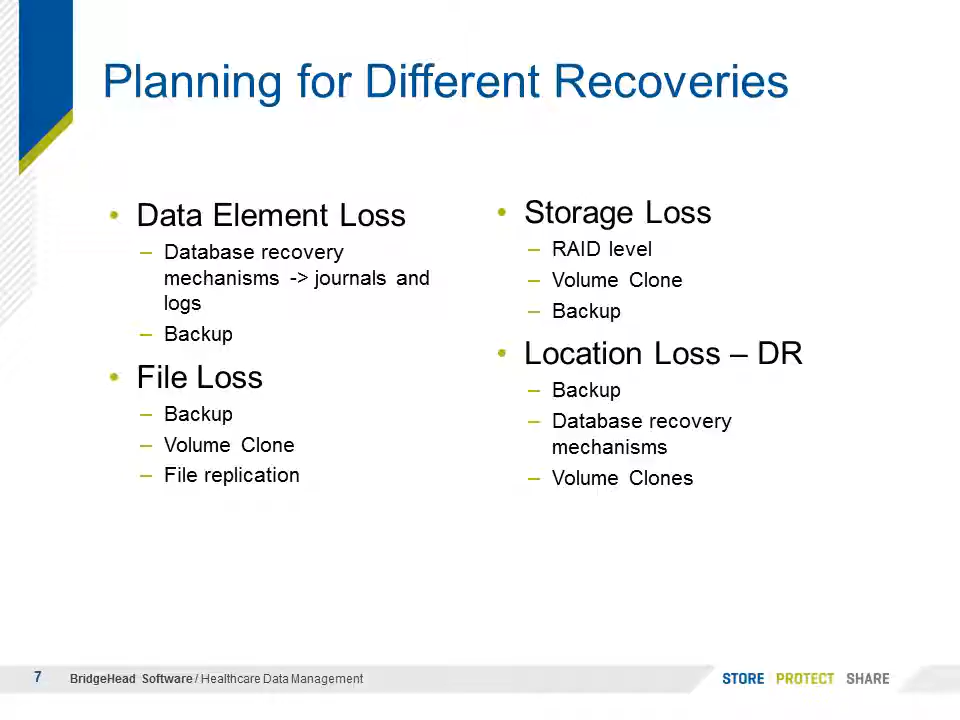 Planning for Different Recoveries
• Data Element Loss
– Database recovery
mechanisms -> journals and
logs
– Backup
• File Loss
– Backup
– Volume Clone
– File replication
• Storage Loss
– RAID level
– Volume Clone
– Backup
• Location Loss – DR
– Backup
– Database recovery
mechanisms
– Volume Clones
7 BridgeHead Software / Healthcare Data Management
STORE PROTECT SHARE